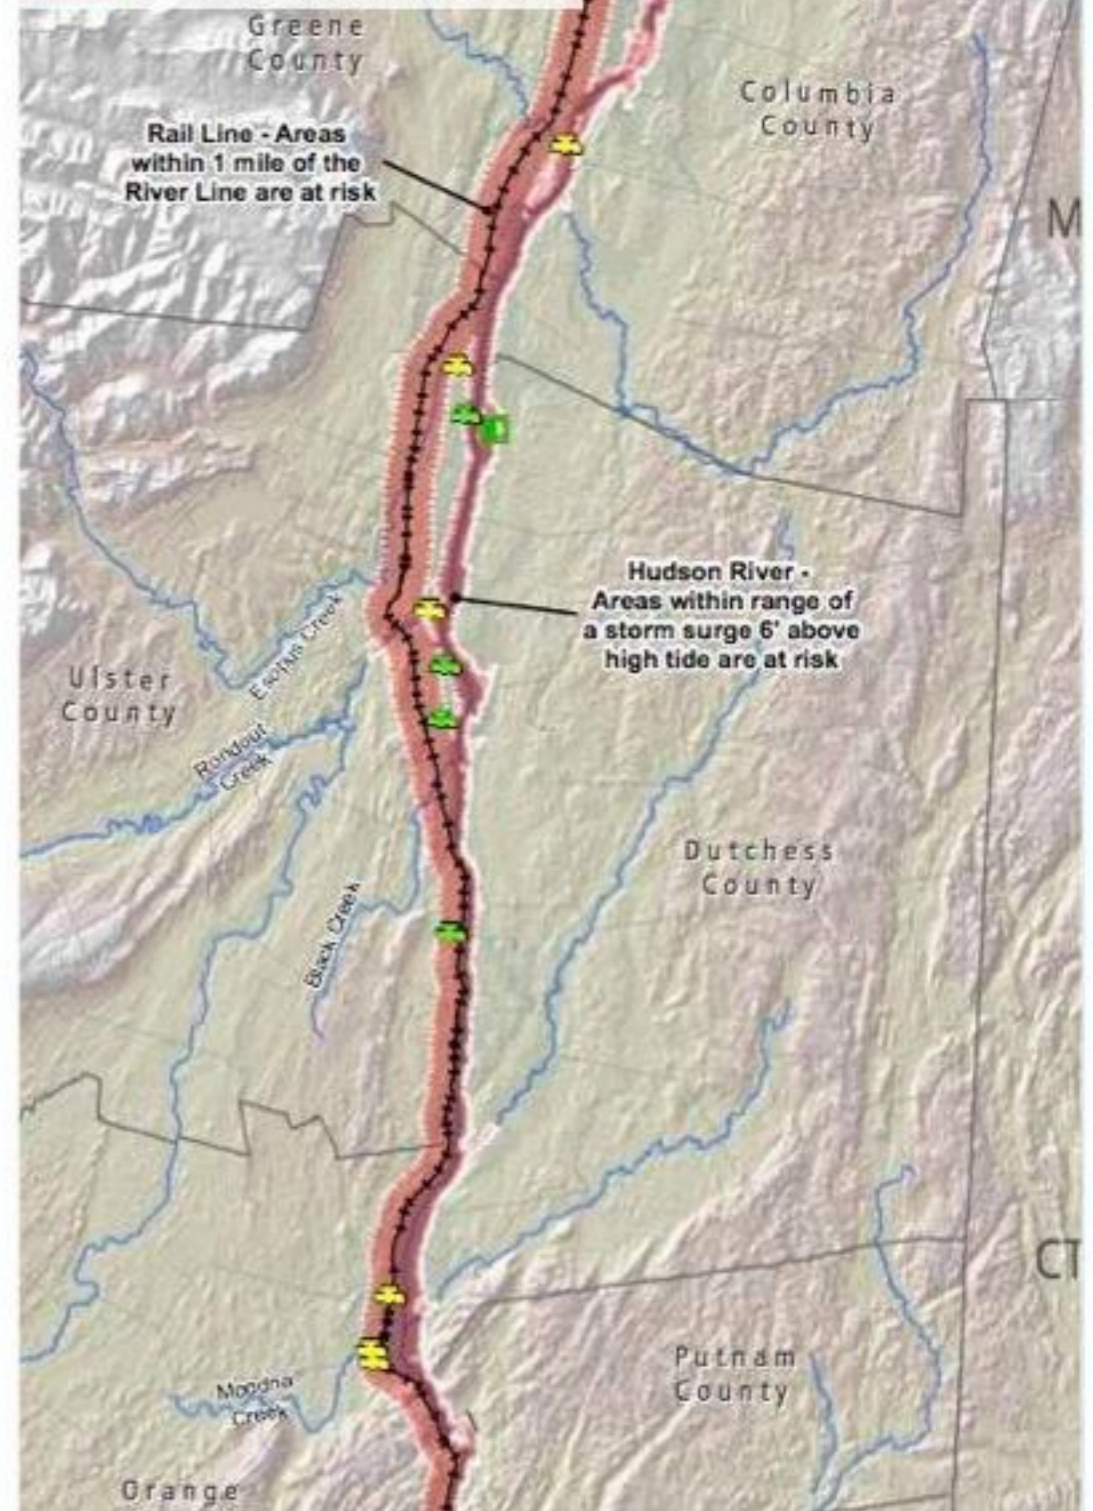 Greene
County
Columbia
County
Rail Line - Areas
within 1 mile of the
River Line are at risk
M
Hudson River -
Areas within range of
a storm surge 6' above
high tide are at risk
Esopus Creek
Ulster
County
Rondout
Creek
Dutchess
County
Black Creek
CT
Putnam
County
Moodna
Creek
Orange